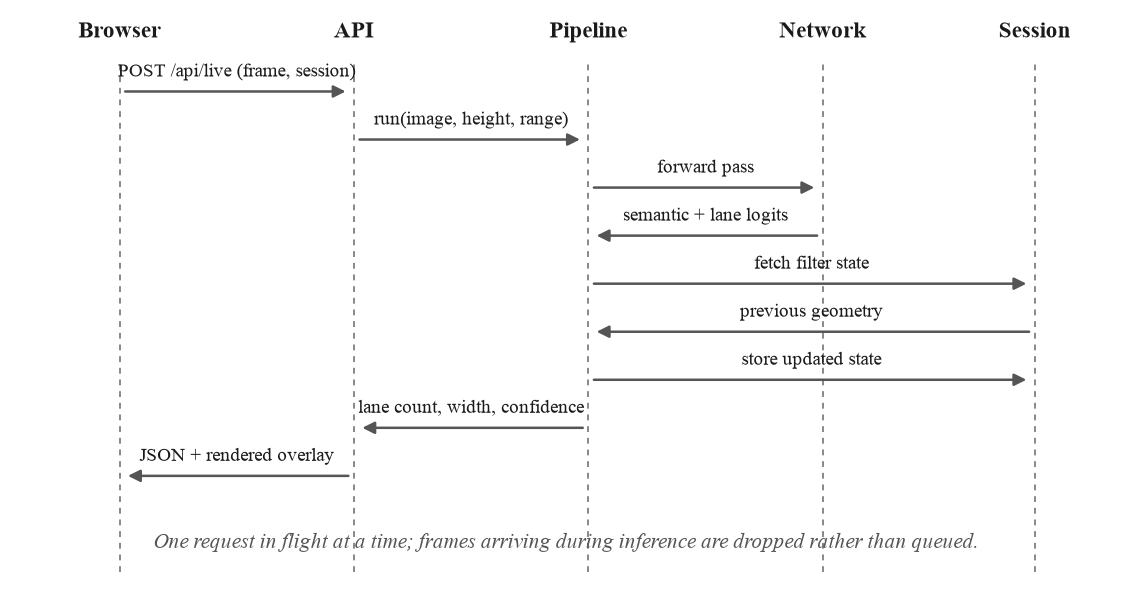 Browser API Pipeline Network Session
POST /api/live (frame, session)
run(image, height, range)
forward pass
semantic + lane logits
fetch filter state
previous geometry
store updated state
lane count, width, confidence
JSON + rendered overlay
One request in flight at a time; frames arriving during inference are dropped rather than queued.